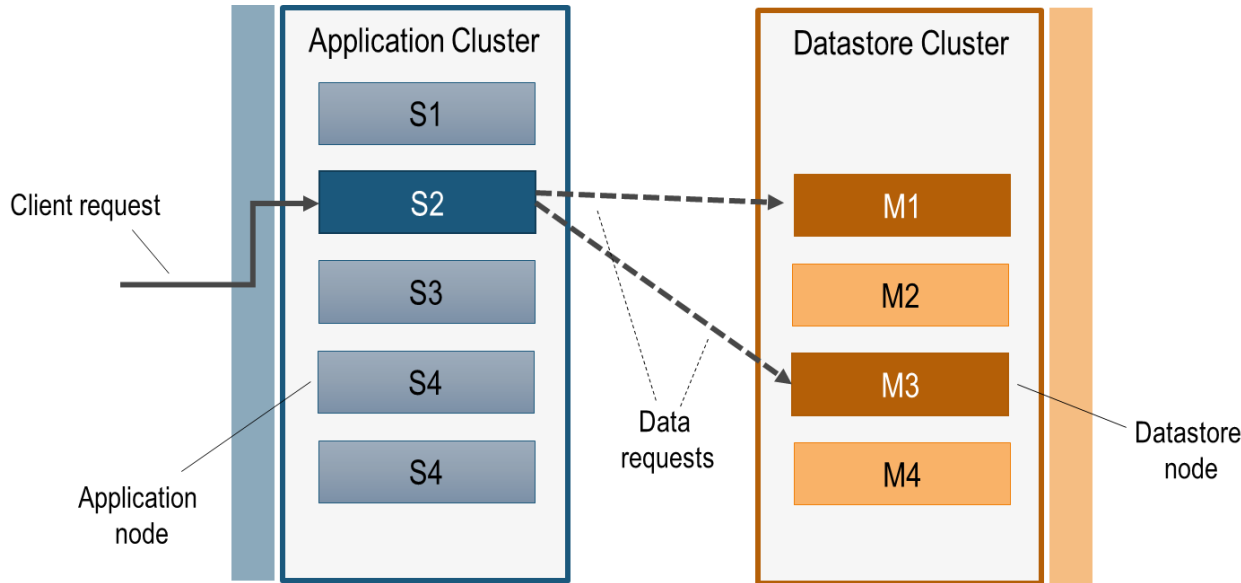 Application Cluster
S1
S2
S3
S4
S4
Client request
Application
node
Data
requests
Datastore Cluster
M1
M2
M3
M4
Datastore
node